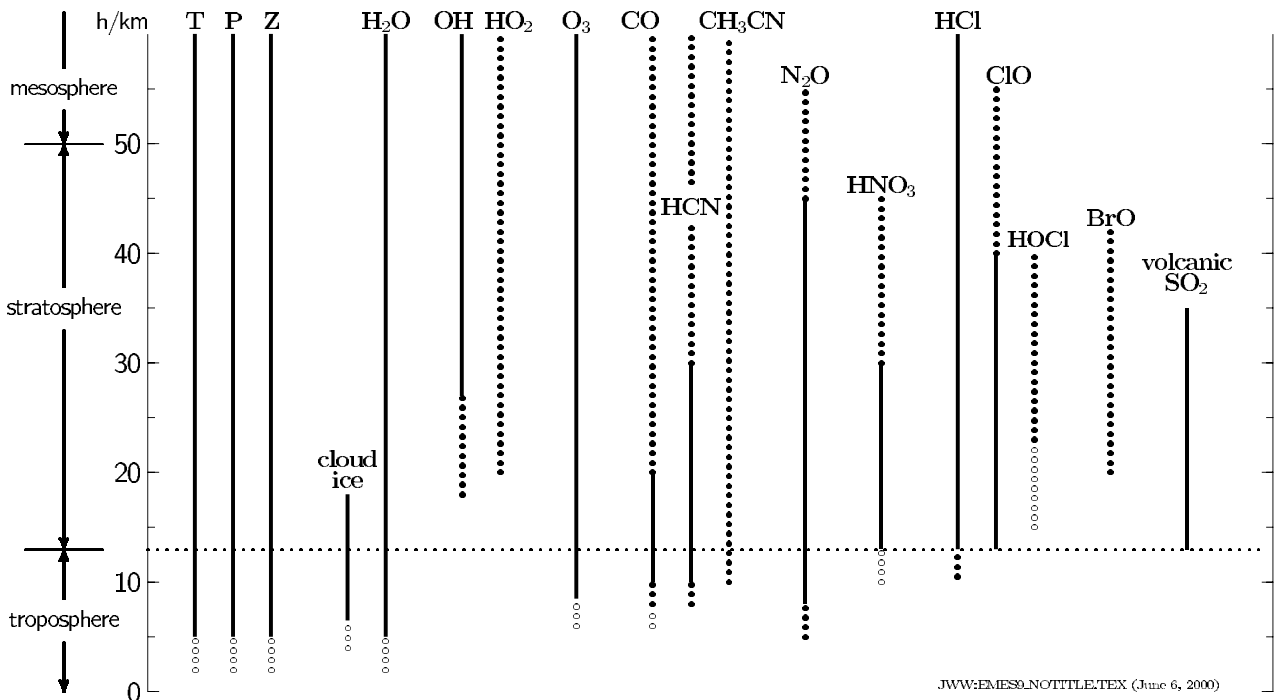 h/km T P Z H₂O OH HO₂ O₃ CO CH₃CN HCl
N₂O ClO
mesosphere
50
HNO₃
HCN
BrO
HOCl
40
volcanic
SO₂
stratosphere
30
cloud
ice
20
10
troposphere
0
JWW:EMES9_NOTITLE.TEX (June 6, 2000)